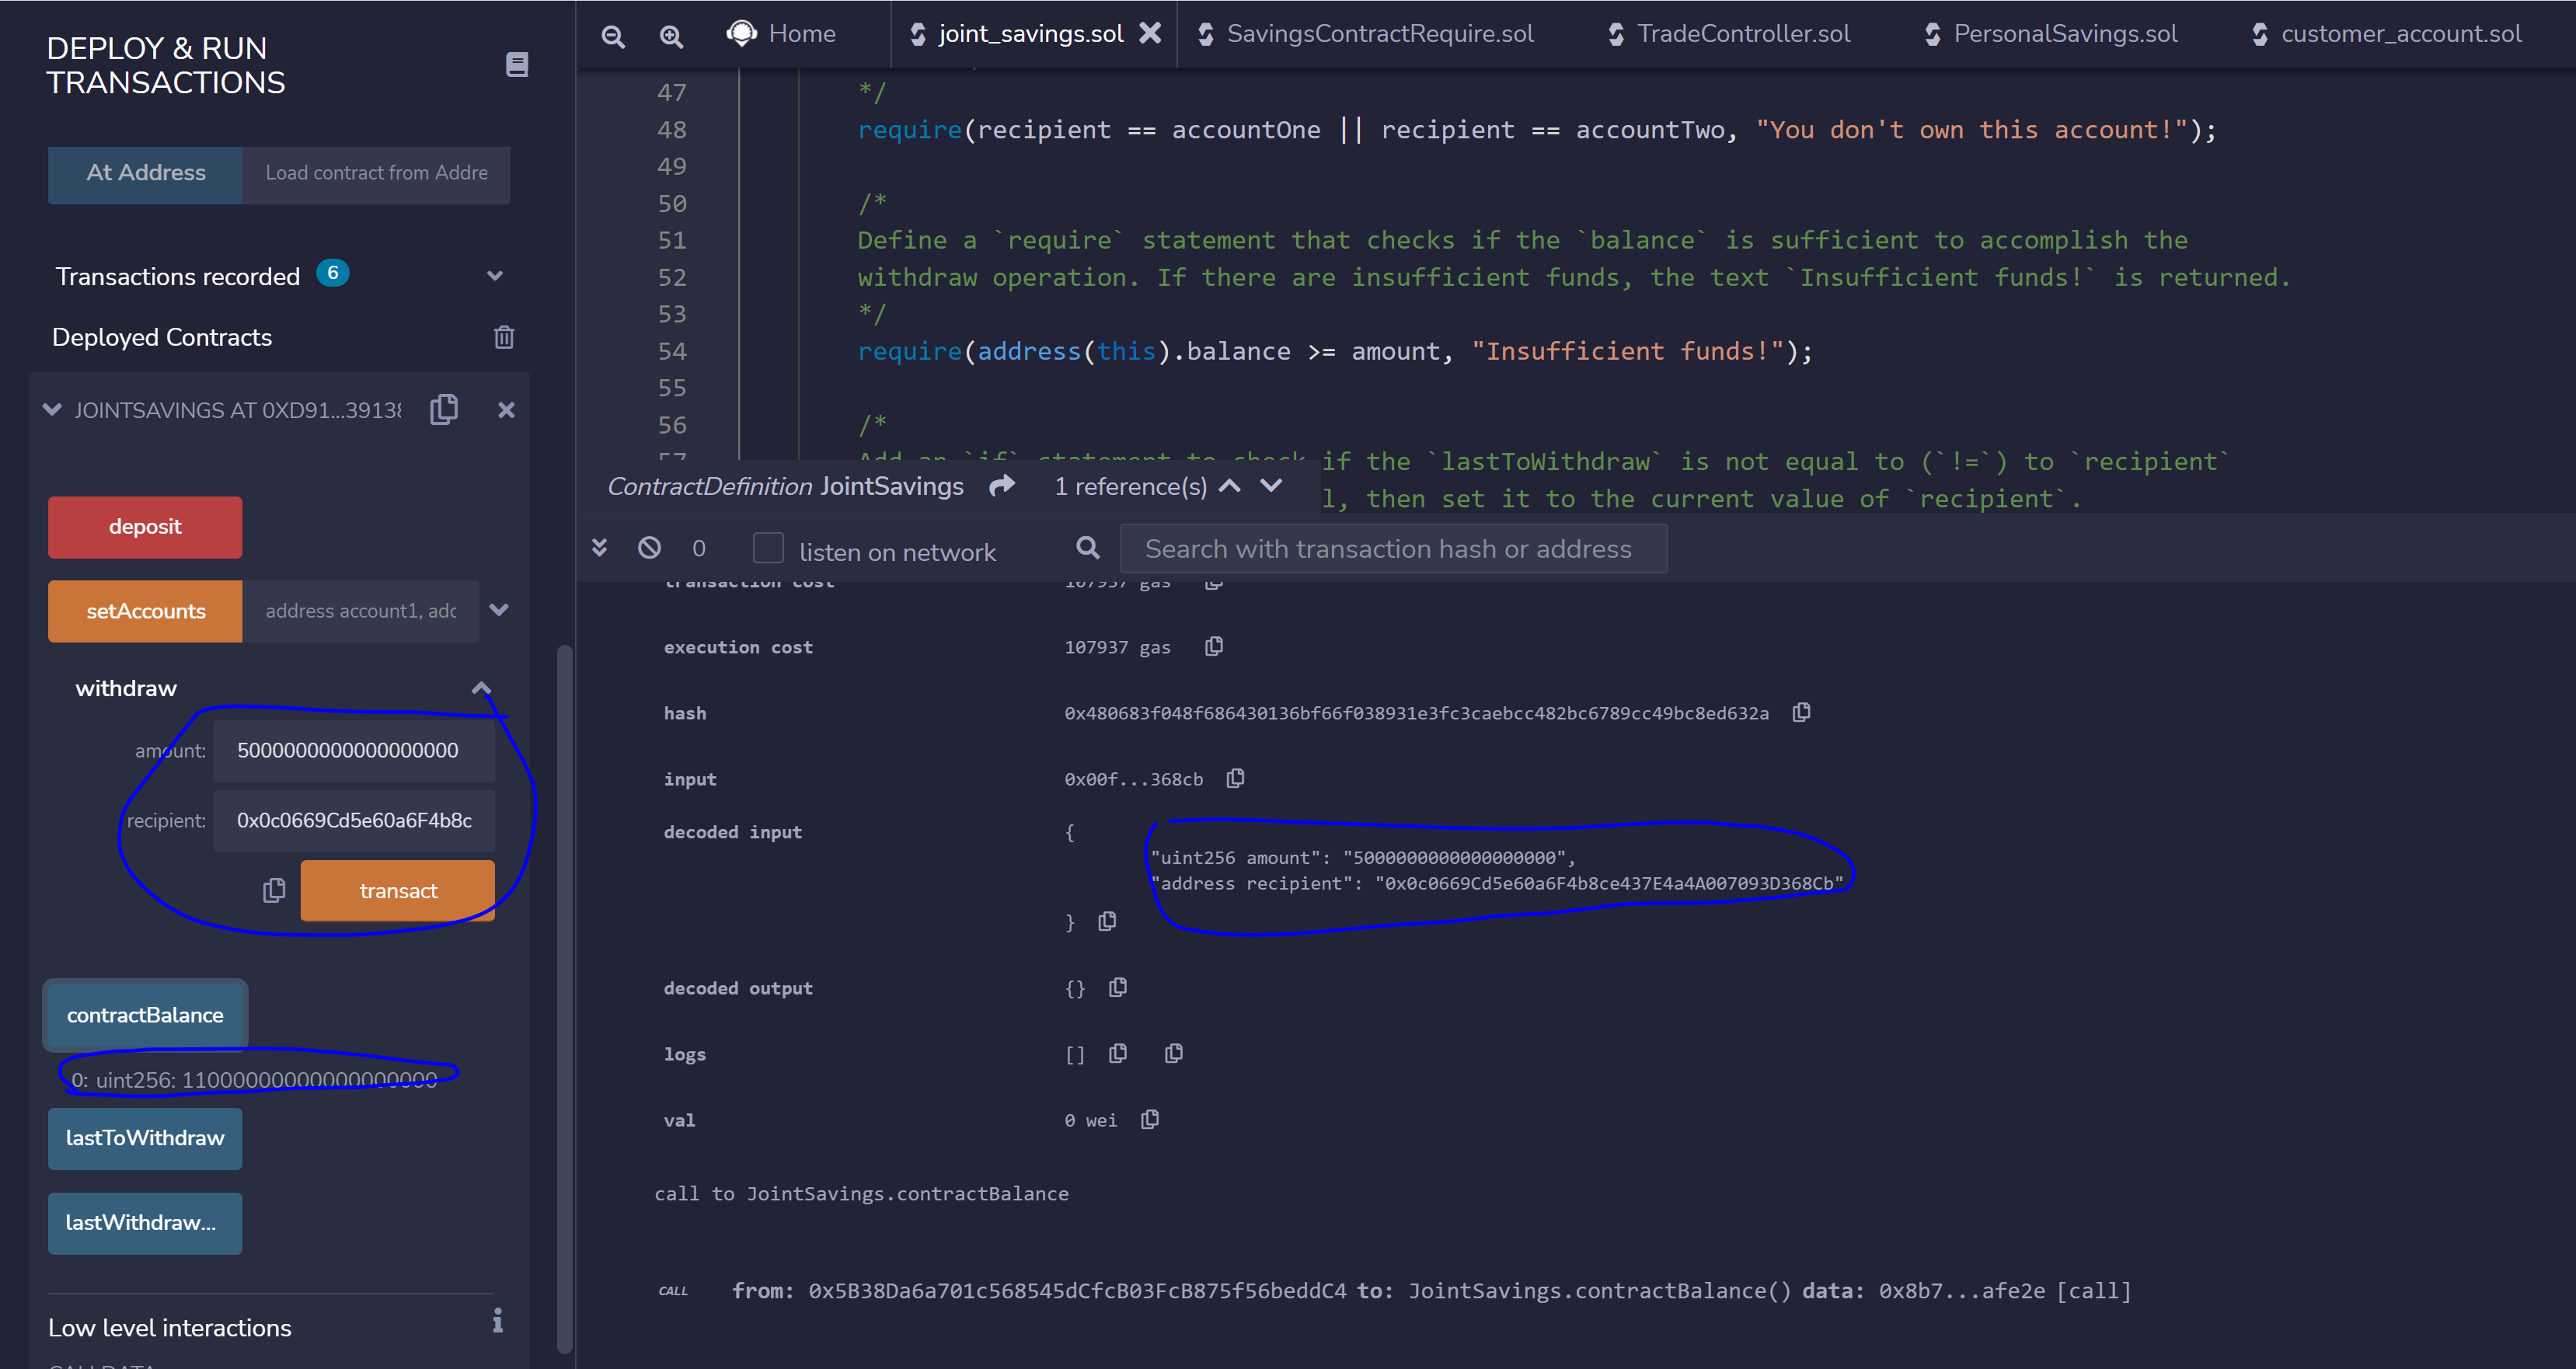 DEPLOY & RUN
TRANSACTIONS
At Address
Load contract from Addre
Transactions recorded 6
Deployed Contracts
JOINTSAVINGS AT 0XD91...3913
deposit
setAccounts
address account1, adc
withdraw
amount:
5000000000000000000
recipient:
0x0c0669Cd5e60a6F4b8c
transact
contractBalance
0: uint256: 11000000000000000000
lastToWithdraw
lastWithdraw...
Low level interactions
CALLDATA
Home
joint_savings.sol
SavingsContractRequire.sol
TradeController.sol
PersonalSavings.sol
customer_account.sol
47 */
48 require(recipient == accountOne || recipient == accountTwo, "You don't own this account!");
49
50 /*
51 Define a `require` statement that checks if the `balance` is sufficient to accomplish the
52 withdraw operation. If there are insufficient funds, the text `Insufficient funds!` is returned.
53 */
54 require(address(this).balance >= amount, "Insufficient funds!");
55
56 /*
57 Add an `if` statement to check if the `lastToWithdraw` is not equal to (`!=`) to `recipient`
ContractDefinition JointSavings 1 reference(s)
l, then set it to the current value of `recipient`.
0
listen on network
Search with transaction hash or address
transaction cost 107937 gas
execution cost 107937 gas
hash 0x480683f048f686430136bf66f038931e3fc3caebcc482bc6789cc49bc8ed632a
input 0x00f...368cb
decoded input {
"uint256 amount": "5000000000000000000",
"address recipient": "0x0c0669Cd5e60a6F4b8ce437E4a4A007093D368Cb"
}
decoded output {}
logs []
val 0 wei
call to JointSavings.contractBalance
CALL from: 0x5B38Da6a701c568545dCfcB03FcB875f56beddC4 to: JointSavings.contractBalance() data: 0x8b7...afe2e [call]